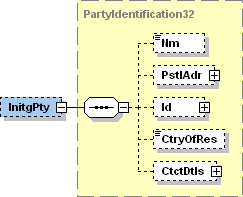 PartyIdentification32
Nm
PstlAdr
InitgPty
Id
CtryOfRes
CtctDtls